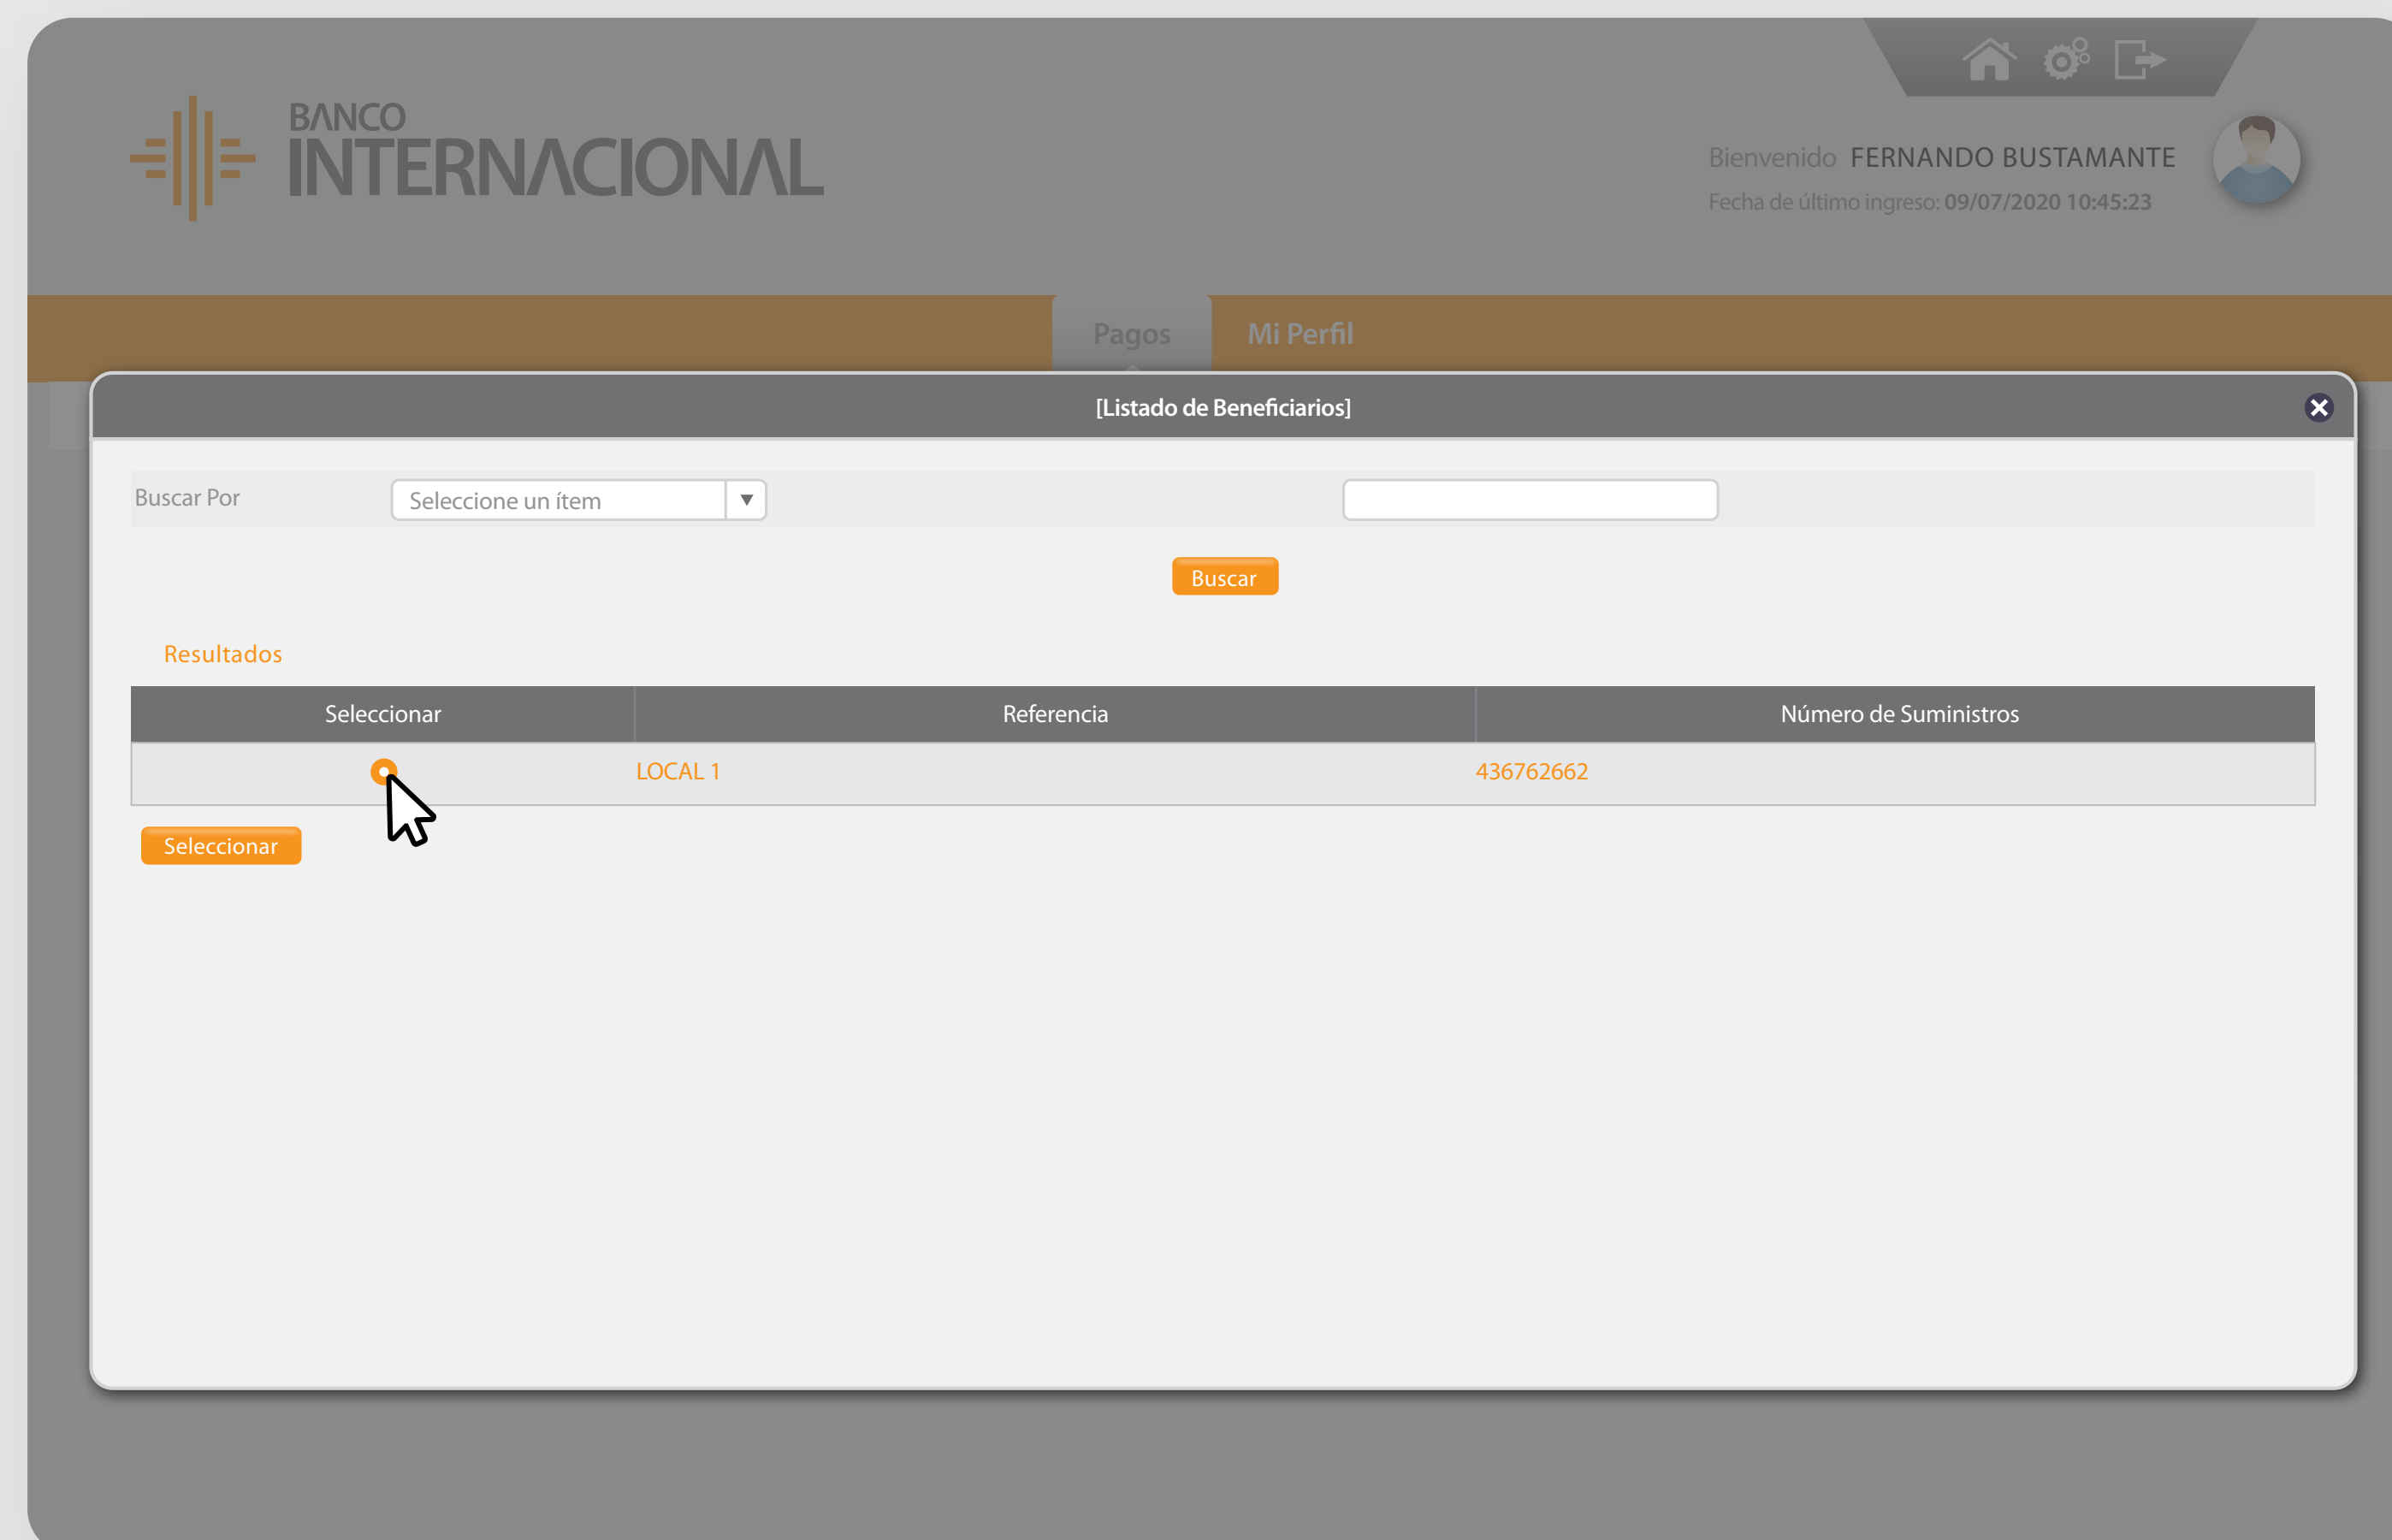 BANCO
INTERNACIONAL
Bienvenido FERNANDO BUSTAMANTE
Fecha de último ingreso: 09/07/2020 10:45:23
Pagos Mi Perfil
[Listado de Beneficiarios]
Buscar Por Seleccione un ítem
Buscar
Resultados
Seleccionar Referencia Número de Suministros
LOCAL 1 436762662
Seleccionar